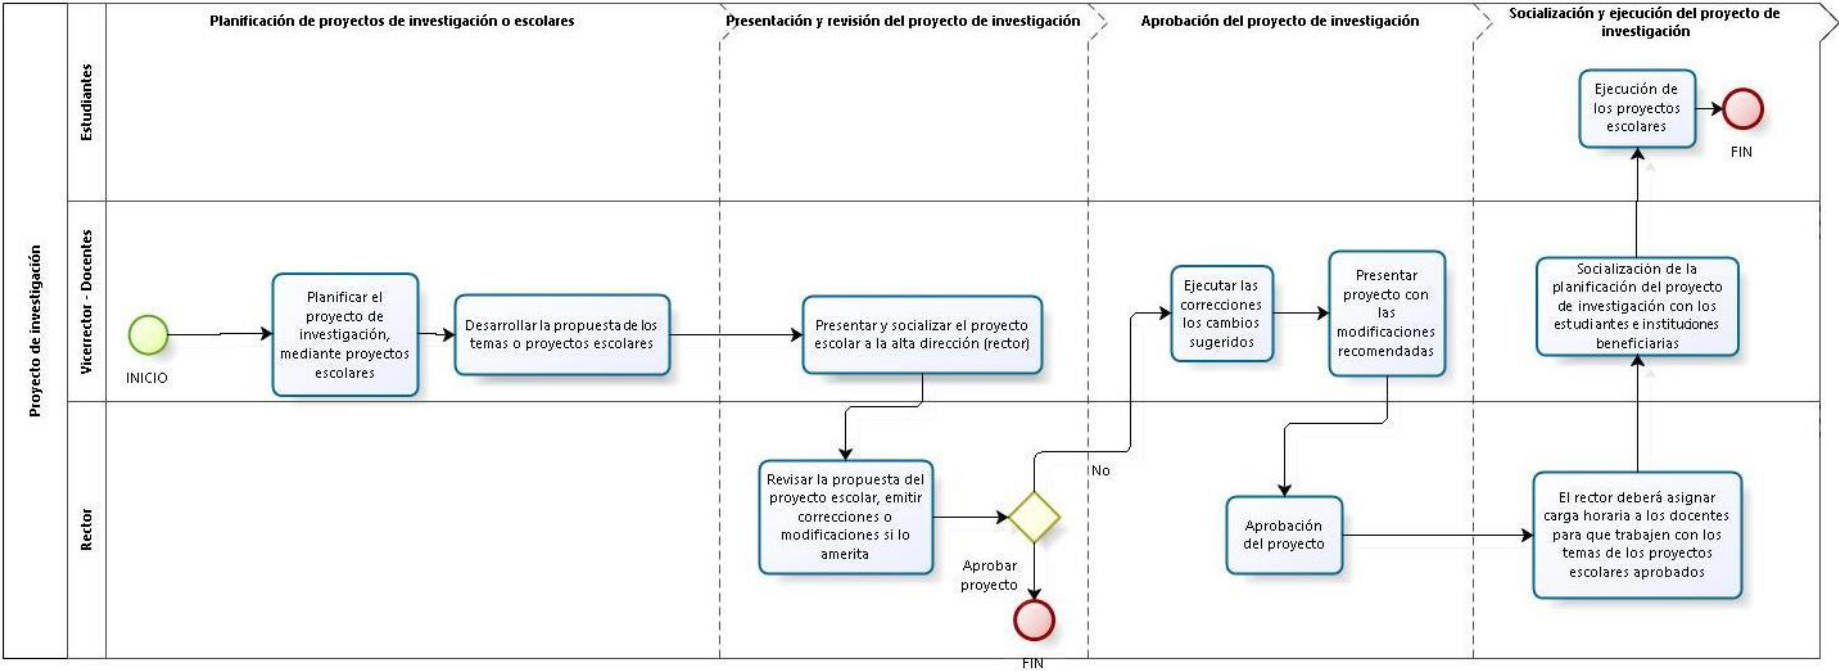 Planificación de proyectos de investigación o escolares
Presentación y revisión del proyecto de investigación
Aprobación del proyecto de investigación
Socialización y ejecución del proyecto de
investigación
Proyecto de investigación
Estudiantes
Ejecución de
los proyectos
escolares
FIN
Vicerrector - Docentes
INICIO
Planificar el
proyecto de
investigación,
mediante proyectos
escolares
Desarrollar la propuesta de los
temas o proyectos escolares
Presentar y socializar el proyecto
escolar a la alta dirección (rector)
Ejecutar las
correcciones
los cambios
sugeridos
Presentar
proyecto con
las
modificaciones
recomendadas
Socialización de la
planificación del proyecto
de investigación con los
estudiantes e instituciones
beneficiarias
Rector
Revisar la propuesta del
proyecto escolar, emitir
correcciones o
modificaciones si lo
amerita
No
Aprobar
proyecto
FIN
Aprobación
del proyecto
El rector deberá asignar
carga horaria a los docentes
para que trabajen con los
temas de los proyectos
escolares aprobados